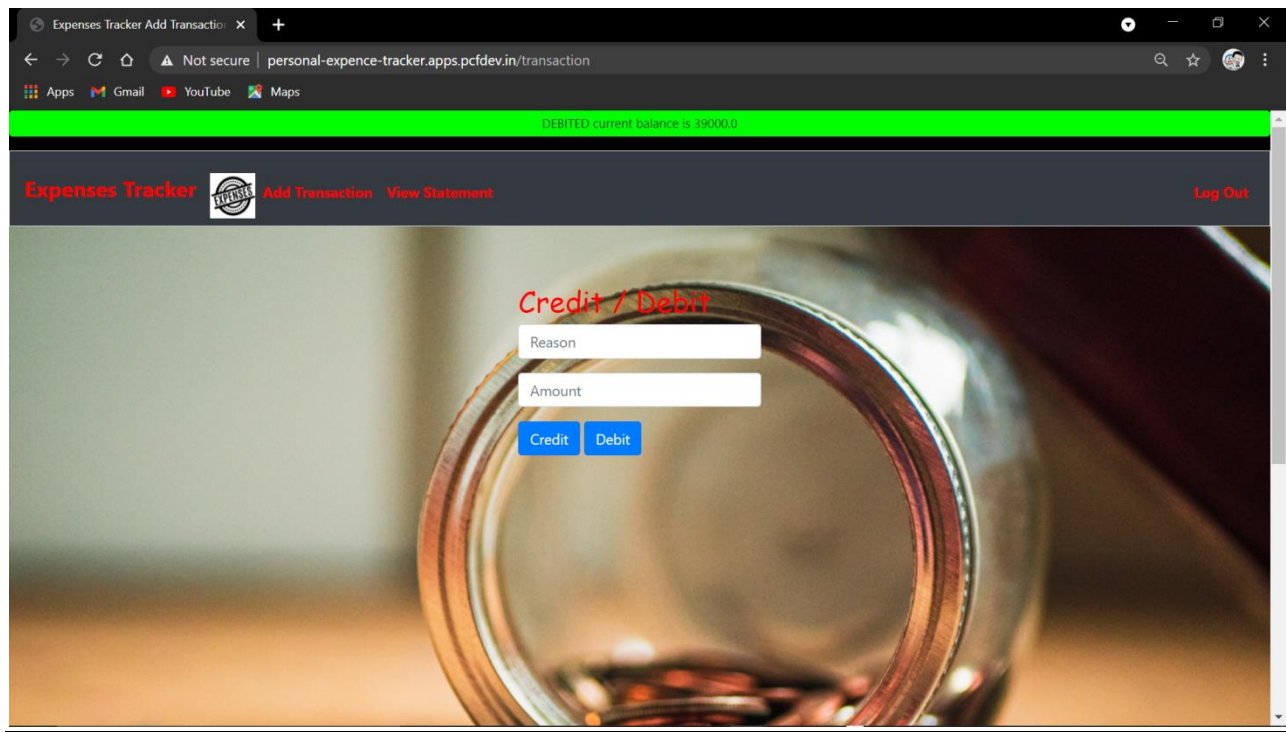 Expenses Tracker Add Transaction
Not secure | personal-expence-tracker.apps.pcfdev.in/transaction
Apps Gmail YouTube Maps
DEBITED current balance is 39000.0
Expenses Tracker EXPENSES Add Transaction View Statement Log Out
Credit / Debit
Reason
Amount
Credit Debit